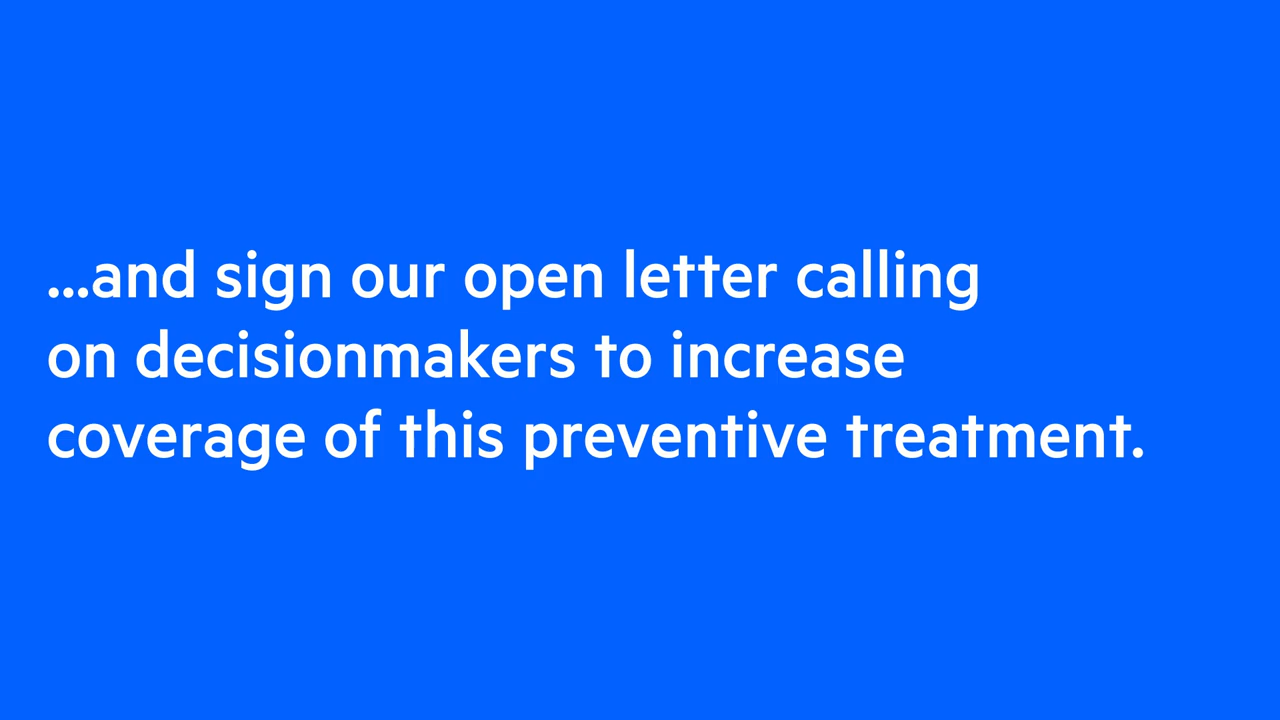 ...and sign our open letter calling
on decisionmakers to increase
coverage of this preventive treatment.